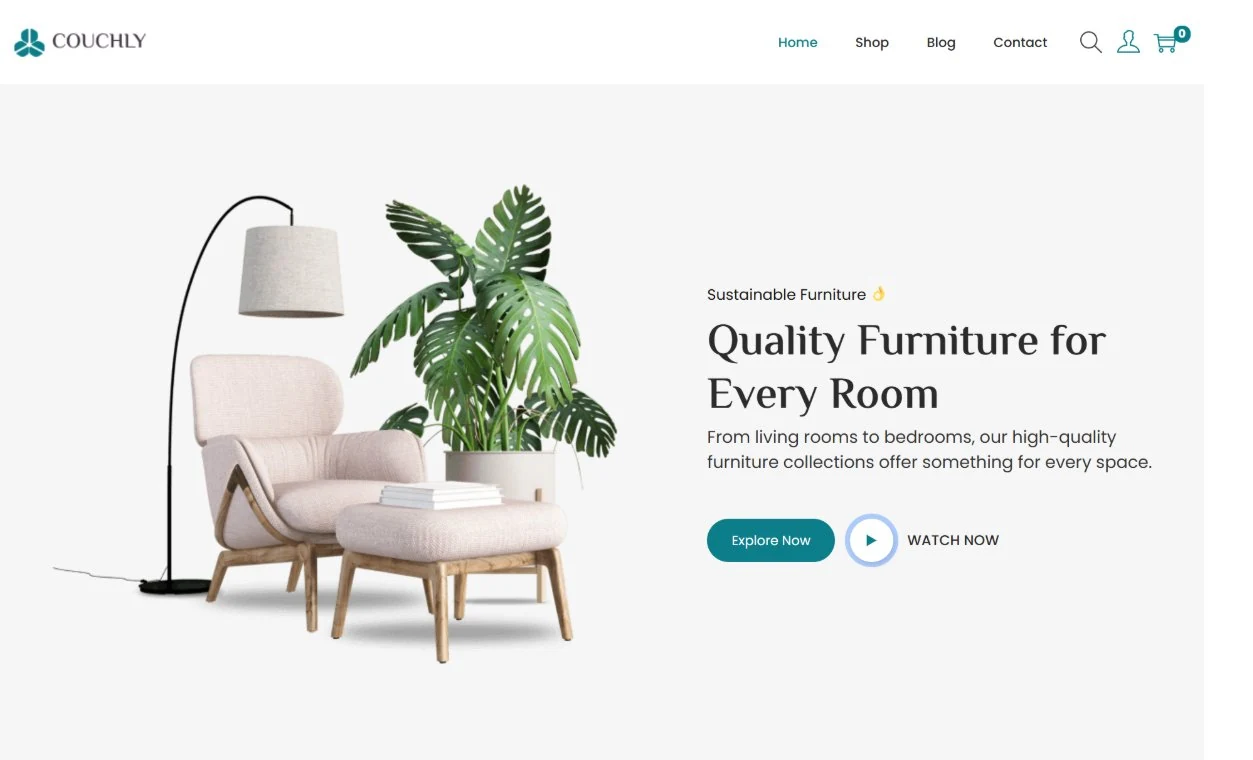 COUCHLY
Home Shop Blog Contact 0
Sustainable Furniture 👌
Quality Furniture for
Every Room
From living rooms to bedrooms, our high-quality
furniture collections offer something for every space.
Explore Now WATCH NOW